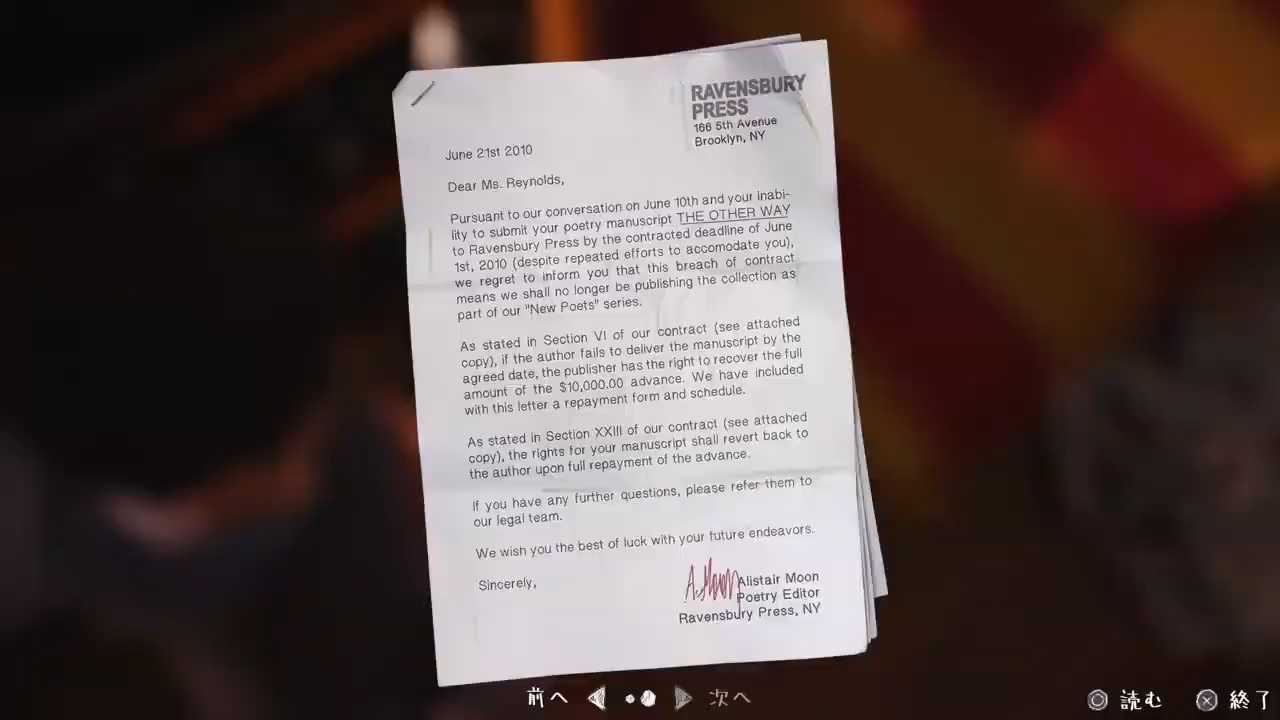 RAVENSBURY
PRESS
166 5th Avenue
Brooklyn, NY
June 21st 2010
Dear Ms. Reynolds,
Pursuant to our conversation on June 10th and your inabi-
lity to submit your poetry manuscript THE OTHER WAY
to Ravensbury Press by the contracted deadline of June
1st, 2010 (despite repeated efforts to accomodate you),
we regret to inform you that this breach of contract
means we shall no longer be publishing the collection as
part of our "New Poets" series.
As stated in Section VI of our contract (see attached
copy), if the author fails to deliver the manuscript by the
agreed date, the publisher has the right to recover the full
amount of the $10,000.00 advance. We have included
with this letter a repayment form and schedule.
As stated in Section XXIII of our contract (see attached
copy), the rights for your manuscript shall revert back to
the author upon full repayment of the advance.
If you have any further questions, please refer them to
our legal team.
We wish you the best of luck with your future endeavors.
Sincerely,
A.Moon
Alistair Moon
Poetry Editor
Ravensbury Press, NY
前へ 次へ
読む 終了